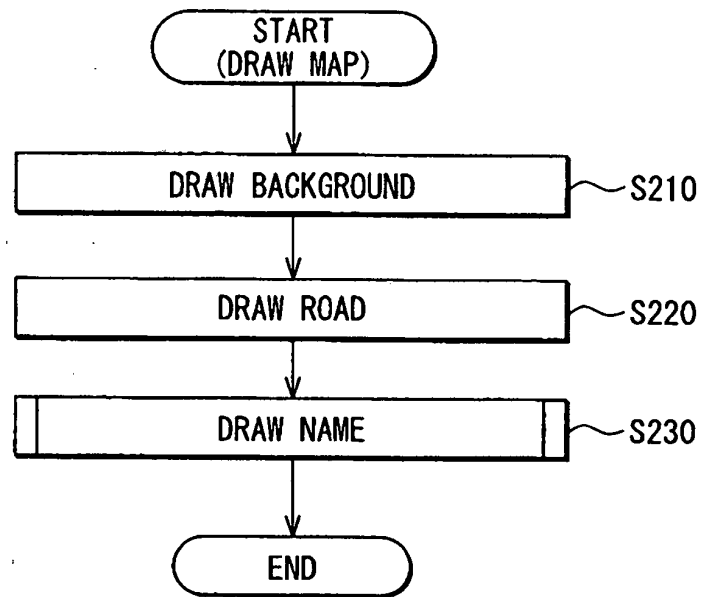 START
(DRAW MAP)
DRAW BACKGROUND
S210
DRAW ROAD
S220
DRAW NAME
S230
END